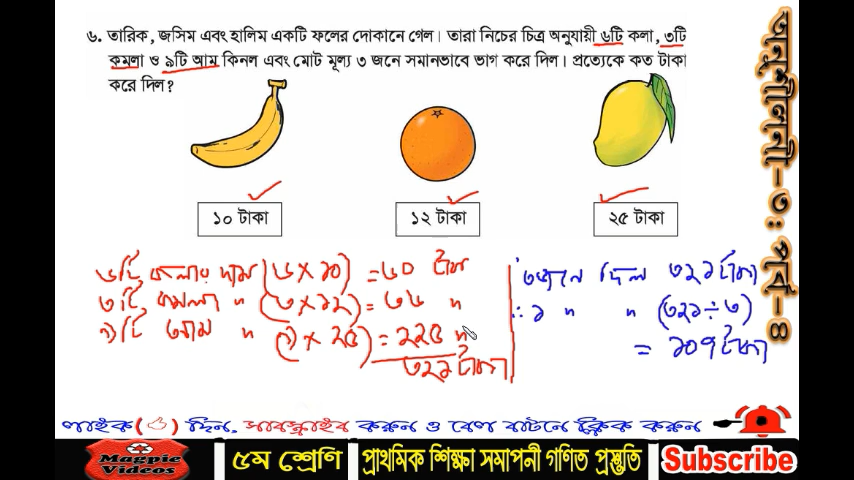 ৬. তারিক, জসিম এবং হালিম একটি ফলের দোকানে গেল। তারা নিচের চিত্র অনুযায়ী ৬টি কলা, ৩টি
কমলা ও ৯টি আম কিনল এবং মোট মূল্য ৩ জনে সমানভাবে ভাগ করে দিল। প্রত্যেকে কত টাকা
করে দিল?
১০ টাকা
১২ টাকা
২৫ টাকা
৬টি কলার দাম (৬ × ১০) = ৬০ টাকা
৩টি কমলা " (৩ × ১২) = ৩৬ "
৯টি আম " (৯ × ২৫) = ২২৫ "
৩২১ টাকা
৩জনে দিল ৩২১ টাকা
∴ ১ " " (৩২১ ÷ ৩)
= ১০৭ টাকা
অনুশীলনী-৩: পর্ব-৪
লাইক( ) দিন, সাবস্ক্রাইব করুন ও বেল বাটনে ক্লিক করুন
Magpie
Videos
৫ম শ্রেণি
প্রাথমিক শিক্ষা সমাপনী গণিত প্রস্তুতি
Subscribe